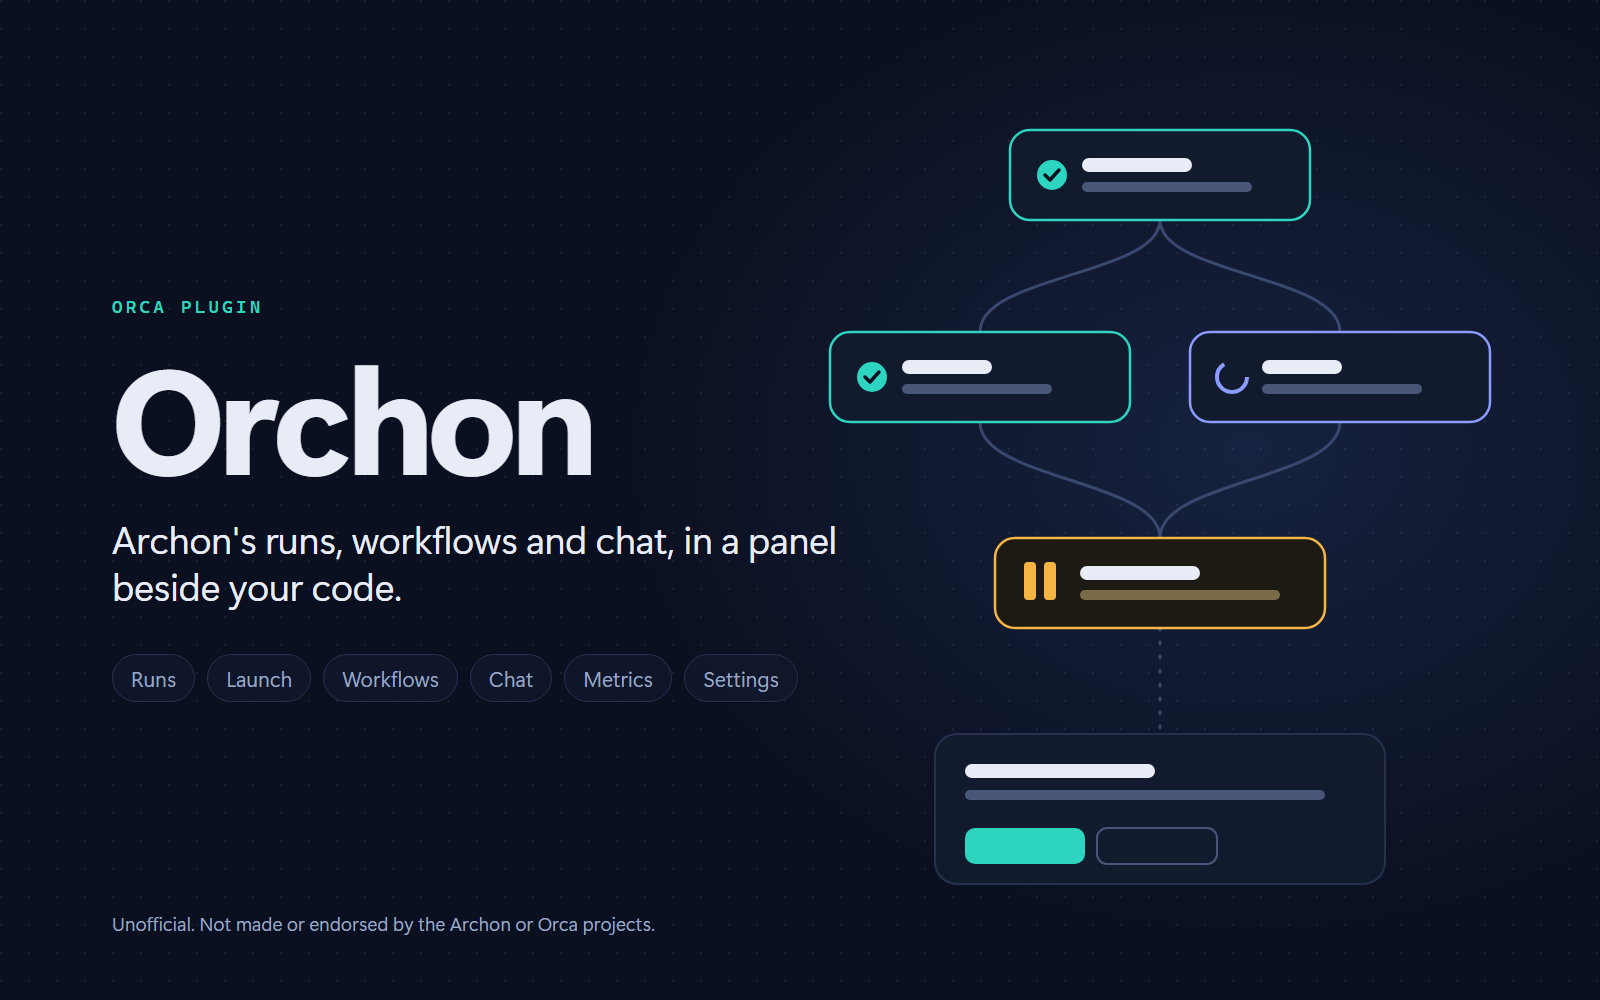 ORCA PLUGIN
Orchon
Archon's runs, workflows and chat, in a panel
beside your code.
Runs Launch Workflows Chat Metrics Settings
Unofficial. Not made or endorsed by the Archon or Orca projects.